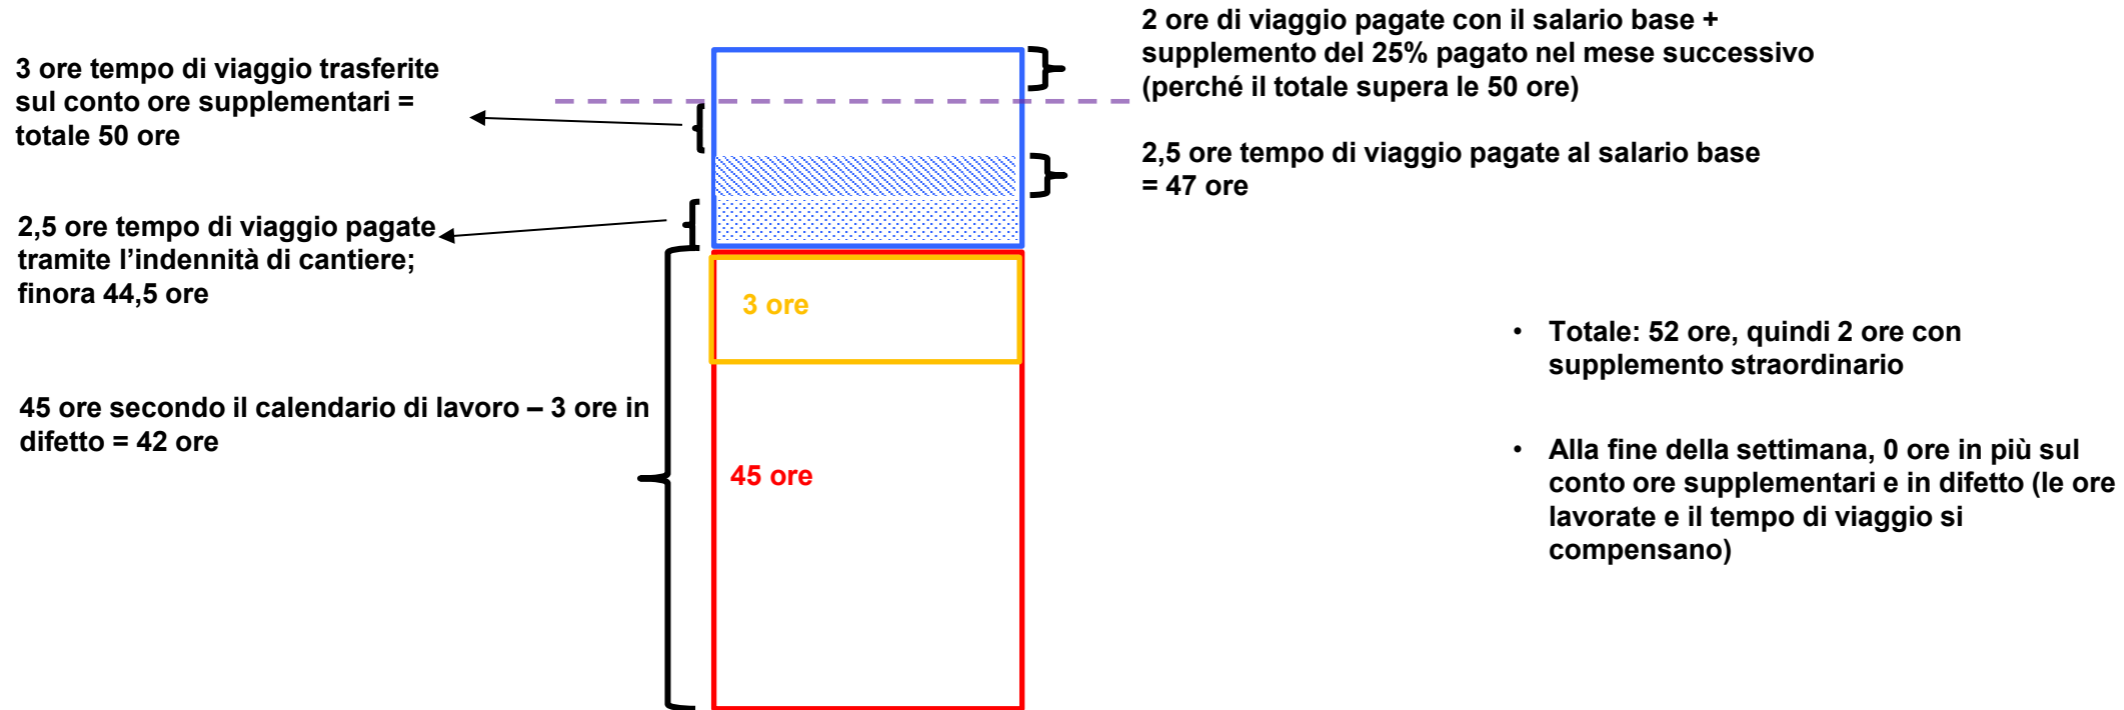 3 ore tempo di viaggio trasferite
sul conto ore supplementari =
totale 50 ore
2,5 ore tempo di viaggio pagate
tramite l'indennità di cantiere;
finora 44,5 ore
45 ore secondo il calendario di lavoro – 3 ore in
difetto = 42 ore
3 ore
45 ore
2 ore di viaggio pagate con il salario base +
supplemento del 25% pagato nel mese successivo
(perché il totale supera le 50 ore)
2,5 ore tempo di viaggio pagate al salario base
= 47 ore
• Totale: 52 ore, quindi 2 ore con
supplemento straordinario
• Alla fine della settimana, 0 ore in più sul
conto ore supplementari e in difetto (le ore
lavorate e il tempo di viaggio si
compensano)